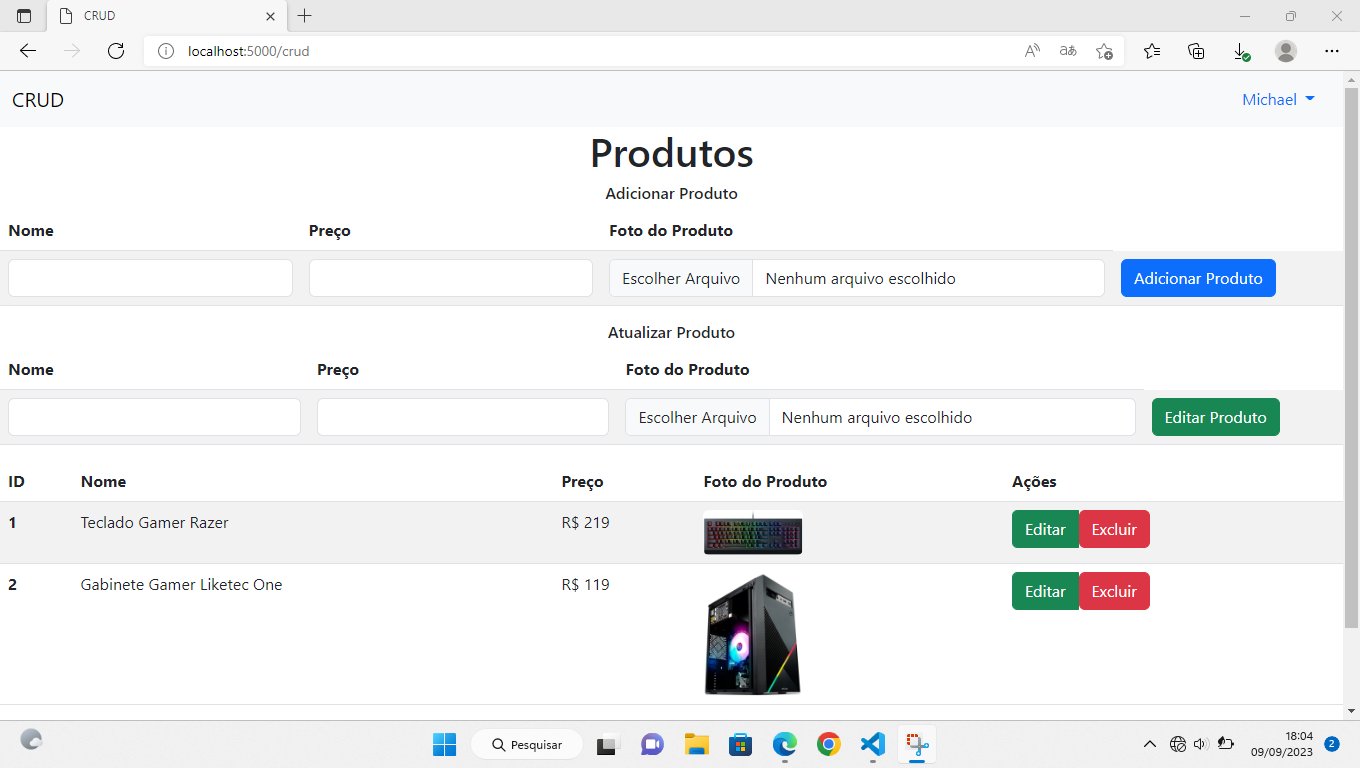 CRUD
localhost:5000/crud
CRUD
Michael
Produtos
Adicionar Produto
Nome Preço Foto do Produto
Escolher Arquivo Nenhum arquivo escolhido Adicionar Produto
Atualizar Produto
Nome Preço Foto do Produto
Escolher Arquivo Nenhum arquivo escolhido Editar Produto
ID Nome Preço Foto do Produto Ações
1 Teclado Gamer Razer R$ 219 Editar Excluir
2 Gabinete Gamer Liketec One R$ 119 Editar Excluir
Pesquisar
18:04
09/09/2023
2